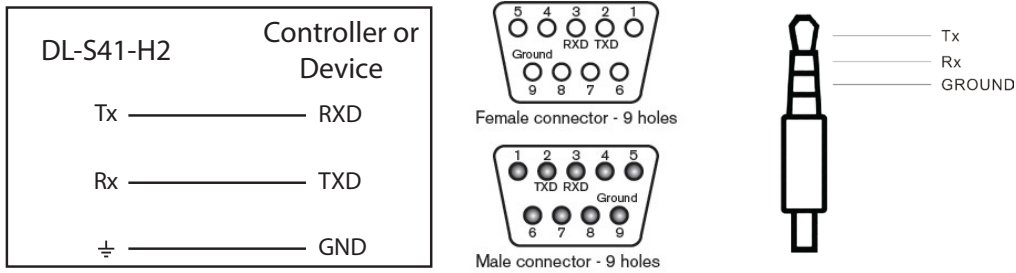 DL-S41-H2
Controller or
Device
Tx
RXD
Rx
TXD
GND
5 4 3 2 1
RXD TXD
Ground
9 8 7 6
Female connector - 9 holes
1 2 3 4 5
TXD RXD
Ground
6 7 8 9
Male connector - 9 holes
Tx
Rx
GROUND